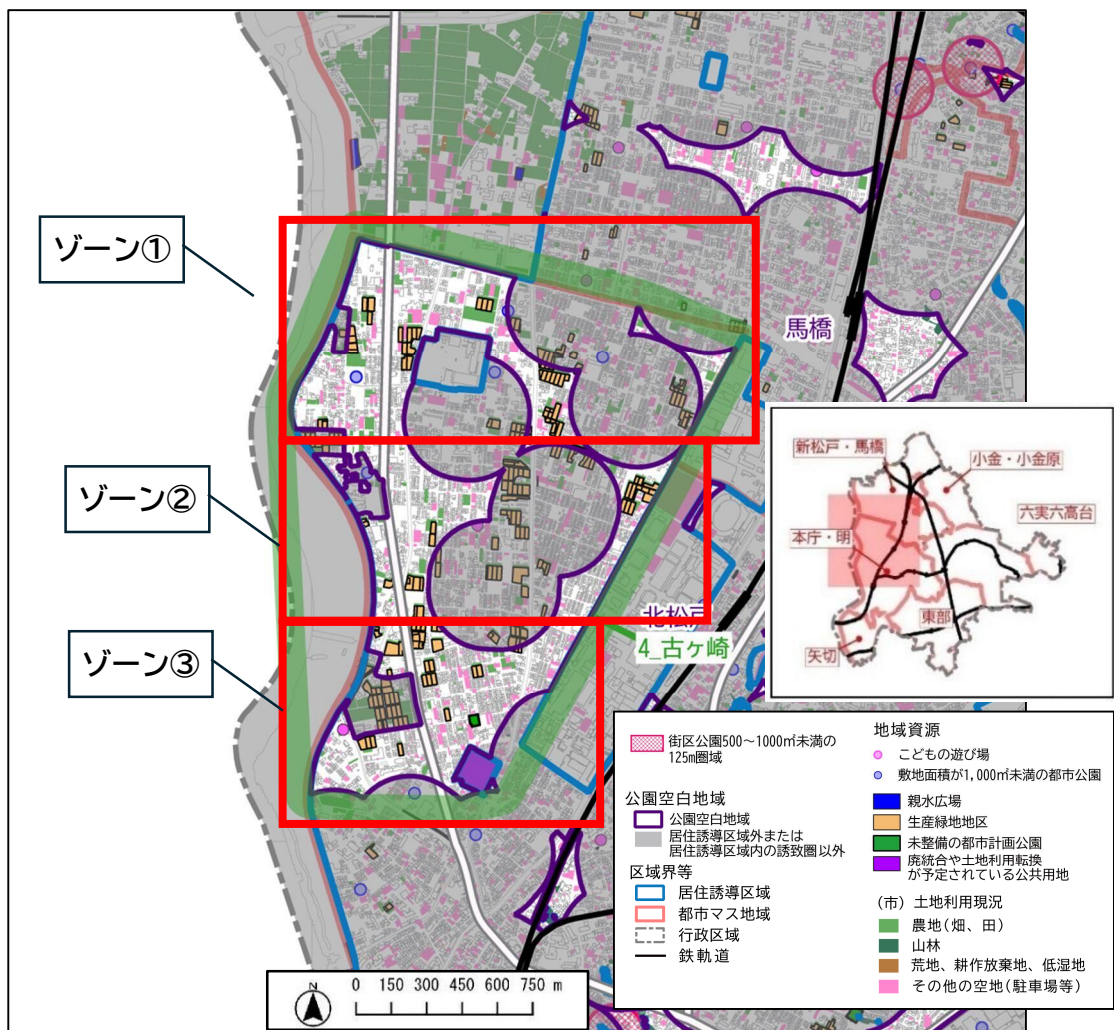 ゾーン①
ゾーン②
ゾーン③
馬橋
北松戸
4_古ヶ崎
新松戸・馬橋
小金・小金原
六実六高台
本庁・明
東部
矢切
N
0 150 300 450 600 750 m
街区公園500~1000㎡未満の
125m圏域
公園空白地域
公園空白地域
居住誘導区域外または
居住誘導区域内の誘致圏以外
区域界等
居住誘導区域
都市マス地域
行政区域
鉄軌道
地域資源
こどもの遊び場
敷地面積が1,000㎡未満の都市公園
親水広場
生産緑地地区
未整備の都市計画公園
廃統合や土地利用転換
が予定されている公共用地
(市) 土地利用現況
農地(畑、田)
山林
荒地、耕作放棄地、低湿地
その他の空地(駐車場等)